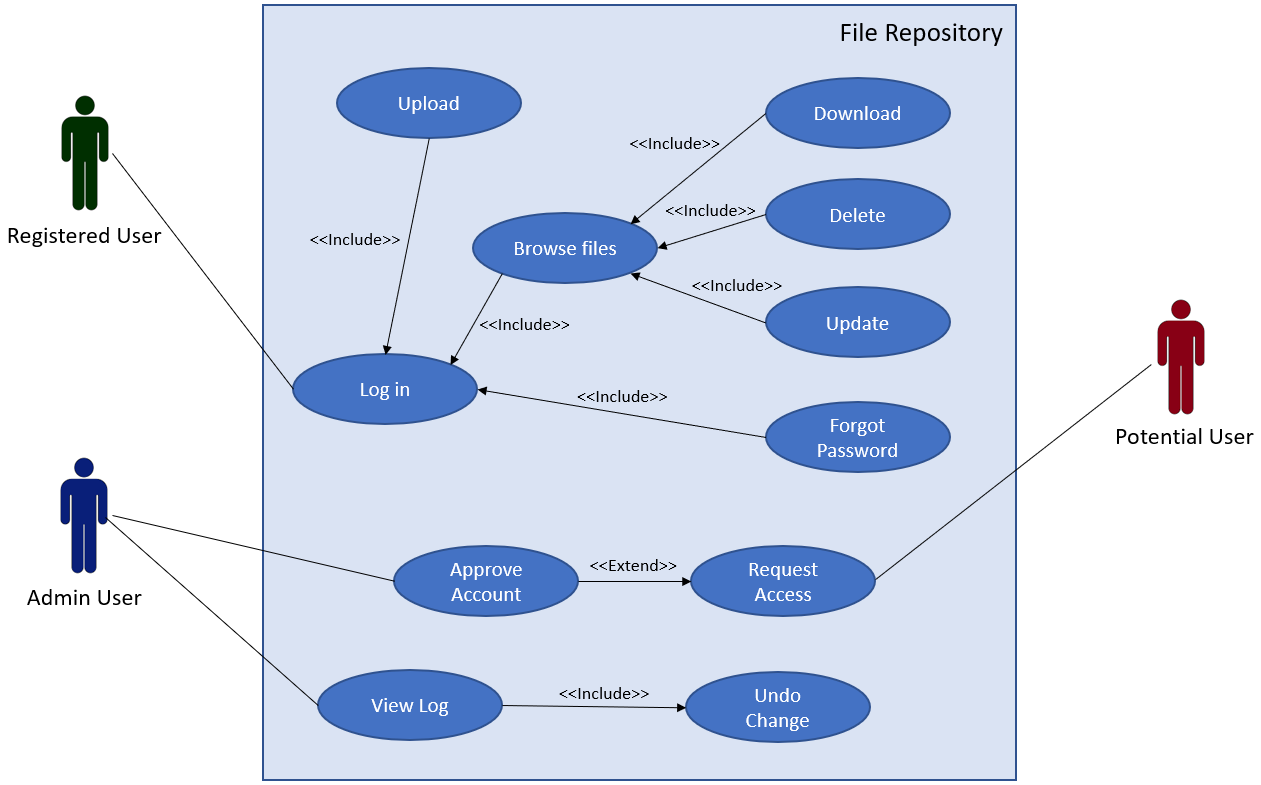 File Repository
Upload
Download
<<Include>>
<<Include>>
Delete
Registered User
<<Include>>
Browse files
<<Include>>
Update
<<Include>>
Log in
<<Include>>
Forgot
Password
Potential User
Admin User
Approve
Account
<<Extend>>
Request
Access
View Log
<<Include>>
Undo
Change